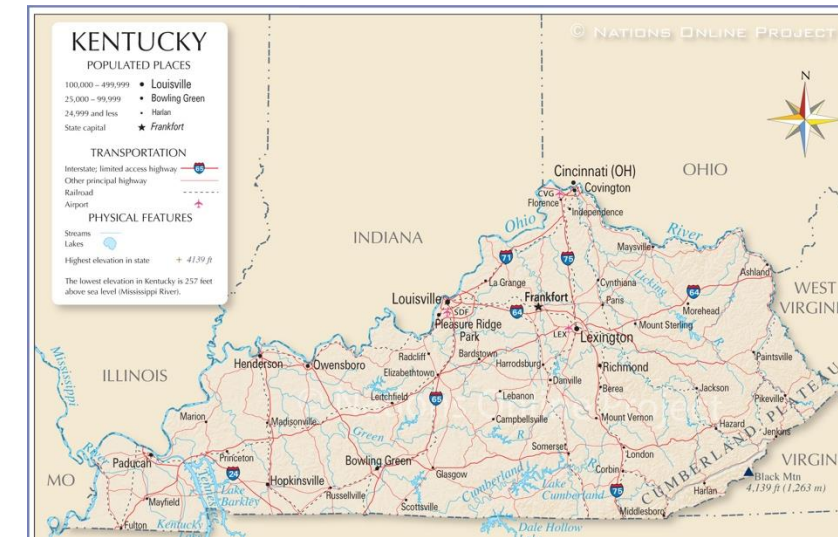 © Nations Online Project
KENTUCKY
POPULATED PLACES
100,000 – 499,999 • Louisville
25,000 – 99,999 • Bowling Green
24,999 and less • Harlan
State capital ★ Frankfort
TRANSPORTATION
Interstate; limited access highway 65
Other principal highway
Railroad
Airport
PHYSICAL FEATURES
Streams
Lakes
Highest elevation in state + 4139 ft
The lowest elevation in Kentucky is 257 feet
above sea level (Mississippi River).
N
OHIO
Cincinnati (OH)
Covington
CVG
Florence
Independence
INDIANA
Ohio
River
Maysville
71
75
Ashland
WEST
VIRGINIA
La Grange
Cynthiana
Licking
R.
64
Louisville
Frankfort
Paris
Morehead
SDF
64
Pleasure Ridge
Park
Mount Sterling
LEX
Lexington
Mississippi
River
ILLINOIS
Henderson
Owensboro
Radcliff
Bardstown
Harrodsburg
Richmond
Paintsville
Elizabethtown
Danville
Berea
Jackson
Pikeville
65
Leitchfield
Lebanon
Marion
Madisonville
Campbellsville
Mount Vernon
Hazard
Jenkins
Green
R.
CUMBERLAND PLATEAU
Paducah
Princeton
Bowling Green
Glasgow
Somerset
London
VIRGIN
MO
24
Hopkinsville
Cumberland
R.
Lake
Cumberland
Corbin
Black Mtn
4,139 ft (1,263 m)
Mayfield
Lake
Barkley
Russellville
Scottsville
75
Harlan
Fulton
Kentucky
Dale Hollow
Middlesboro